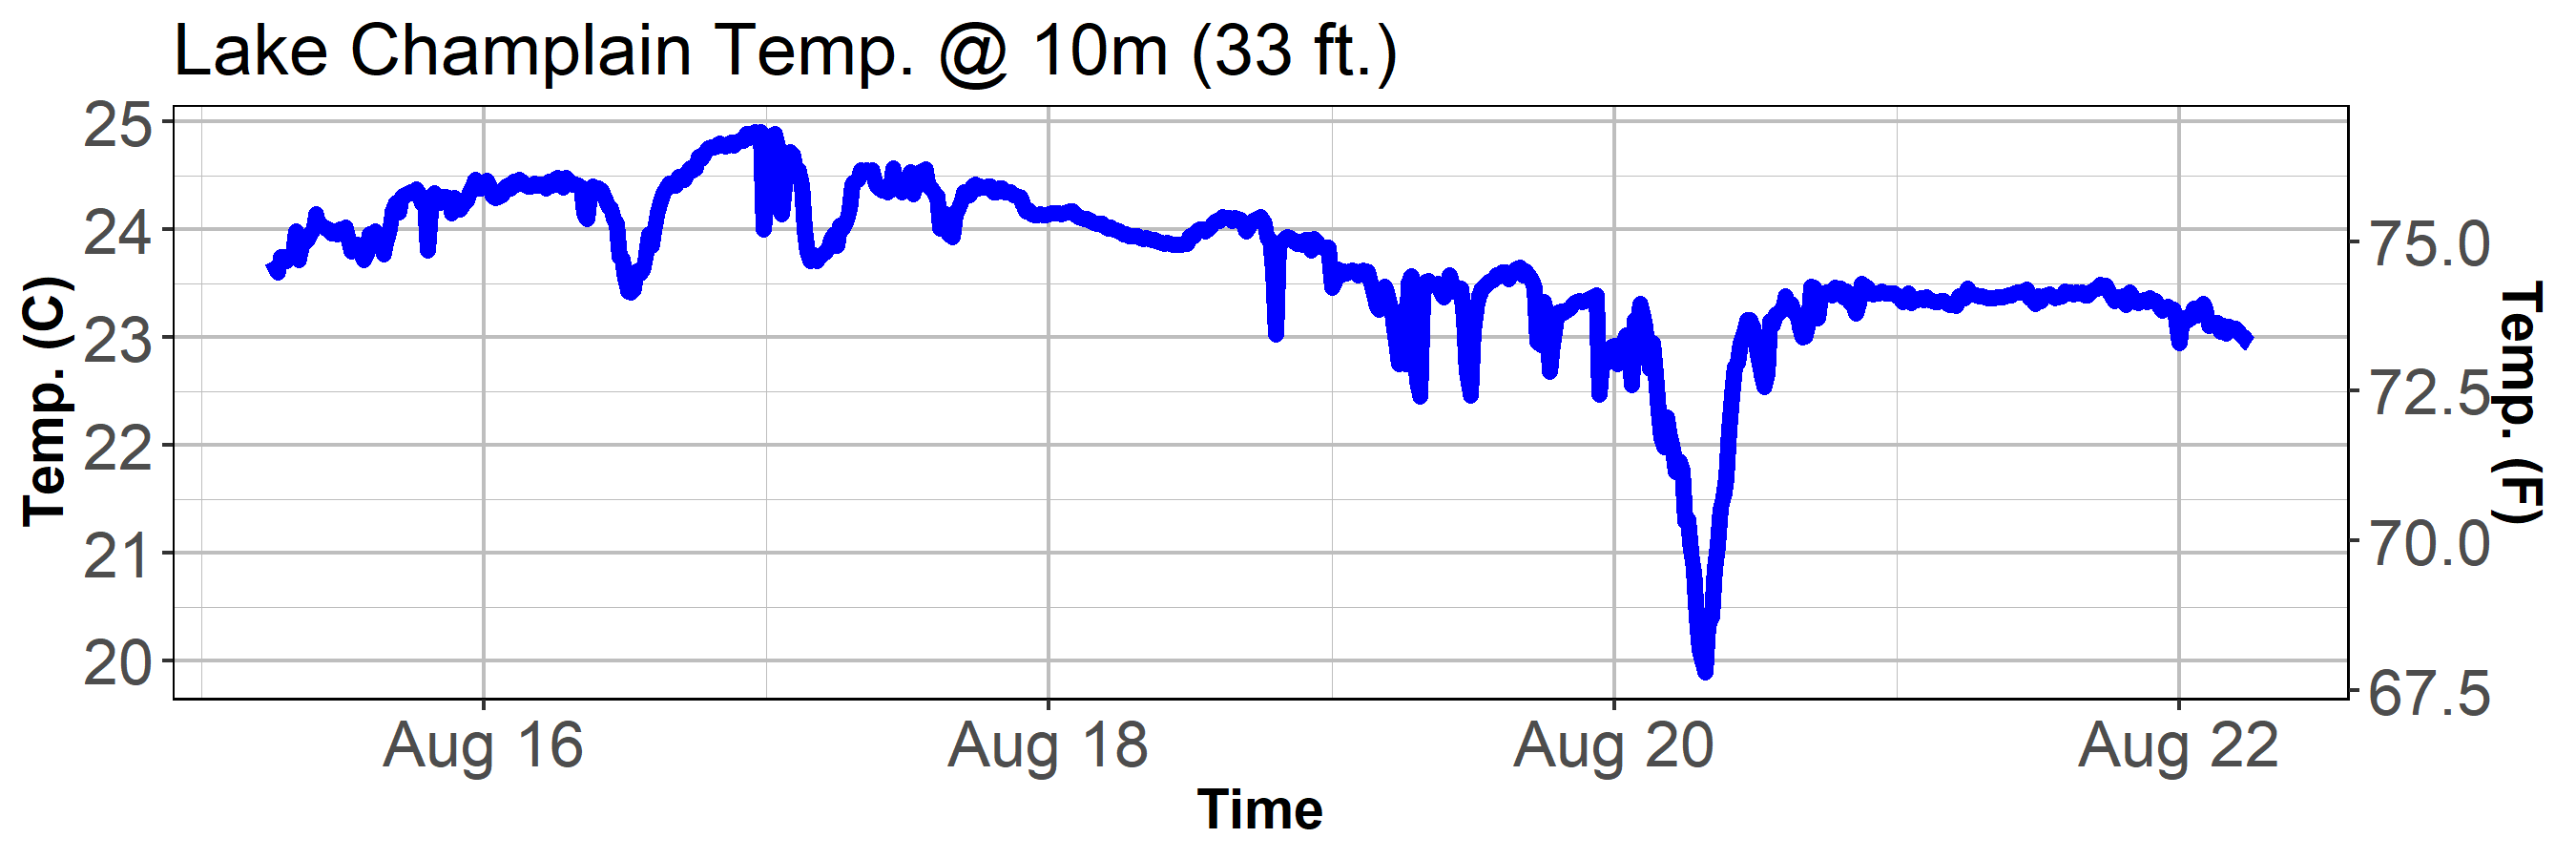 Lake Champlain Temp. @ 10m (33 ft.)
25
24
23
22
21
20
Temp. (C)
75.0
72.5
70.0
67.5
Temp. (F)
Aug 16 Aug 18 Aug 20 Aug 22
Time